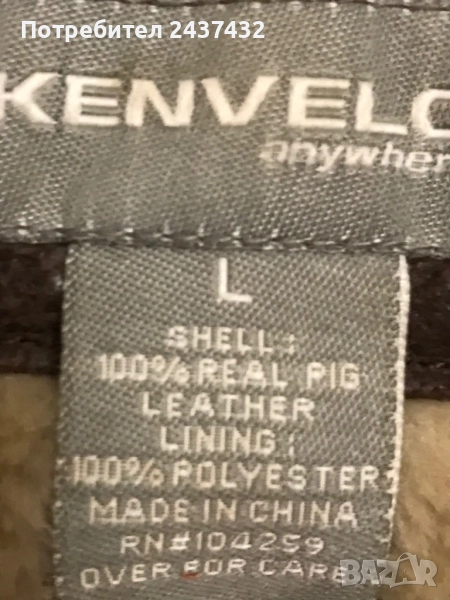 Потребител 2437432
KENVELO
anywher
L
SHELL:
100% REAL PIG
LEATHER
LINING:
100% POLYESTER
MADE IN CHINA
RN#104259
OVER FOR CARE
BAZAR